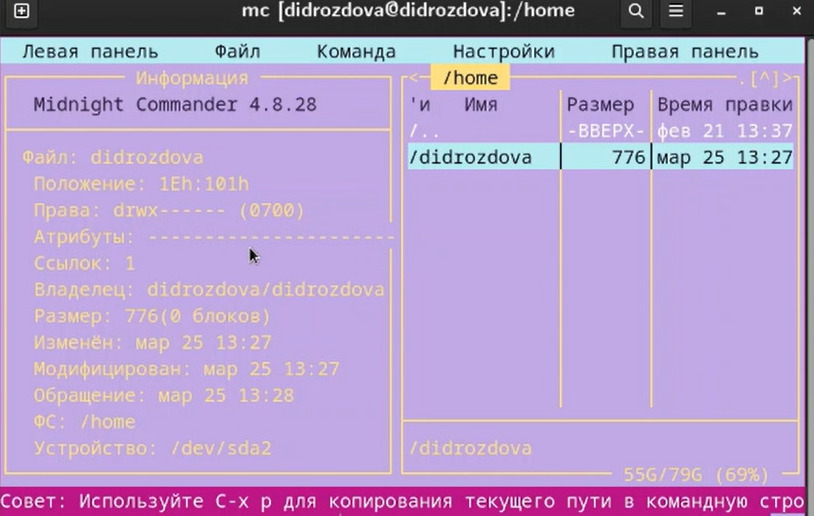 mc [didrozdova@didrozdova]:/home
Левая панель Файл Команда Настройки Правая панель
Информация
Midnight Commander 4.8.28
Файл: didrozdova
Положение: 1Eh:101h
Права: drwx------ (0700)
Атрибуты: ----------------------
Ссылок: 1
Владелец: didrozdova/didrozdova
Размер: 776(0 блоков)
Изменён: мар 25 13:27
Модифицирован: мар 25 13:27
Обращение: мар 25 13:28
ФС: /home
Устройство: /dev/sda2
<- /home .[^]>
'и Имя Размер Время правки
/.. -ВВЕРХ- фев 21 13:37
/didrozdova 776 мар 25 13:27
/didrozdova
55G/79G (69%)
Совет: Используйте C-x p для копирования текущего пути в командную стро